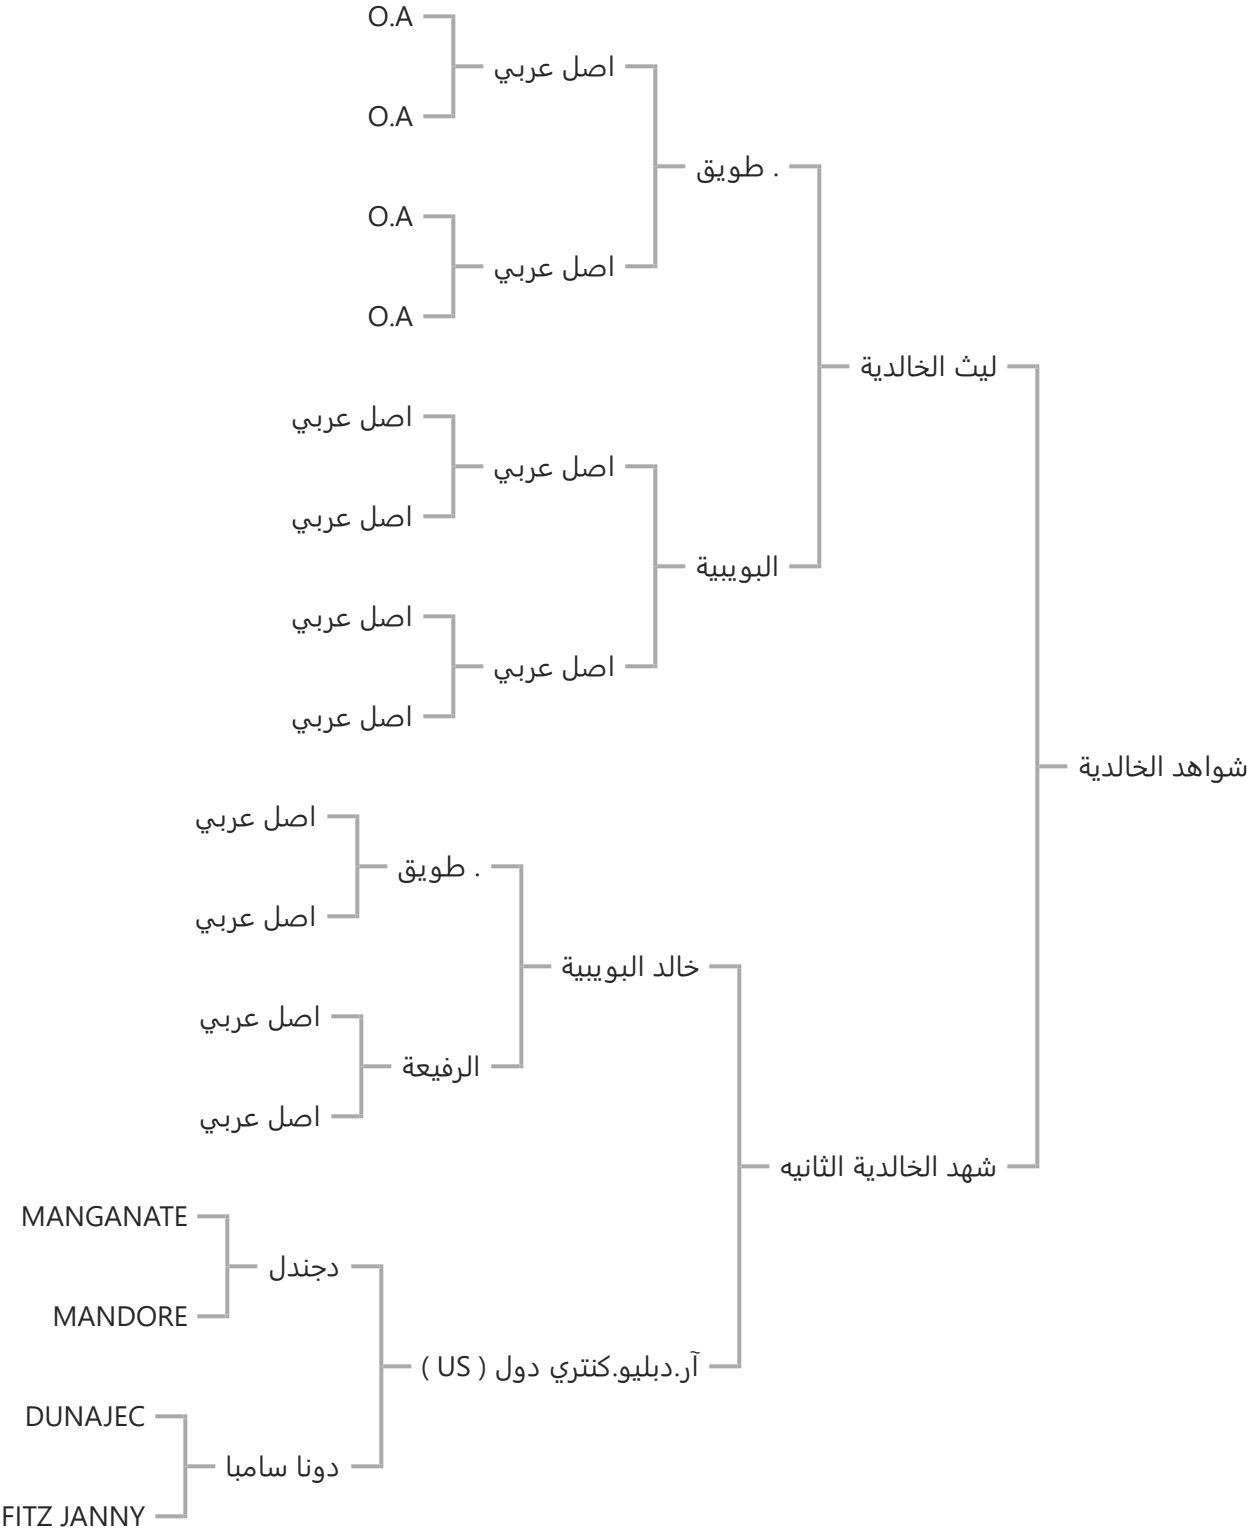 O.A
اصل عربي
O.A
. طويق
O.A
اصل عربي
O.A
ليث الخالدية
اصل عربي
اصل عربي
اصل عربي
البويبية
اصل عربي
اصل عربي
اصل عربي
شواهد الخالدية
اصل عربي
. طويق
اصل عربي
خالد البويبية
اصل عربي
الرفيعة
اصل عربي
شهد الخالدية الثانيه
MANGANATE
دجندل
MANDORE
آر.دبليو.كنتري دول ( US )
DUNAJEC
دونا سامبا
FITZ JANNY